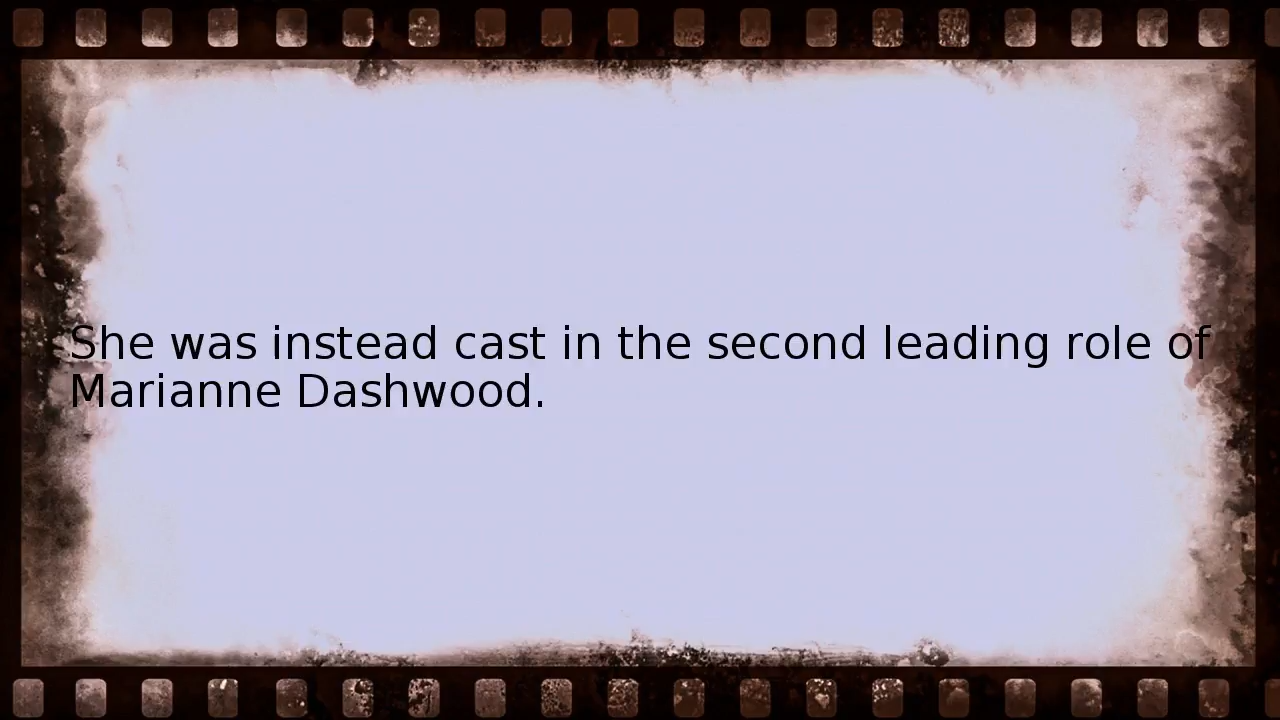 She was instead cast in the second leading role of
Marianne Dashwood.